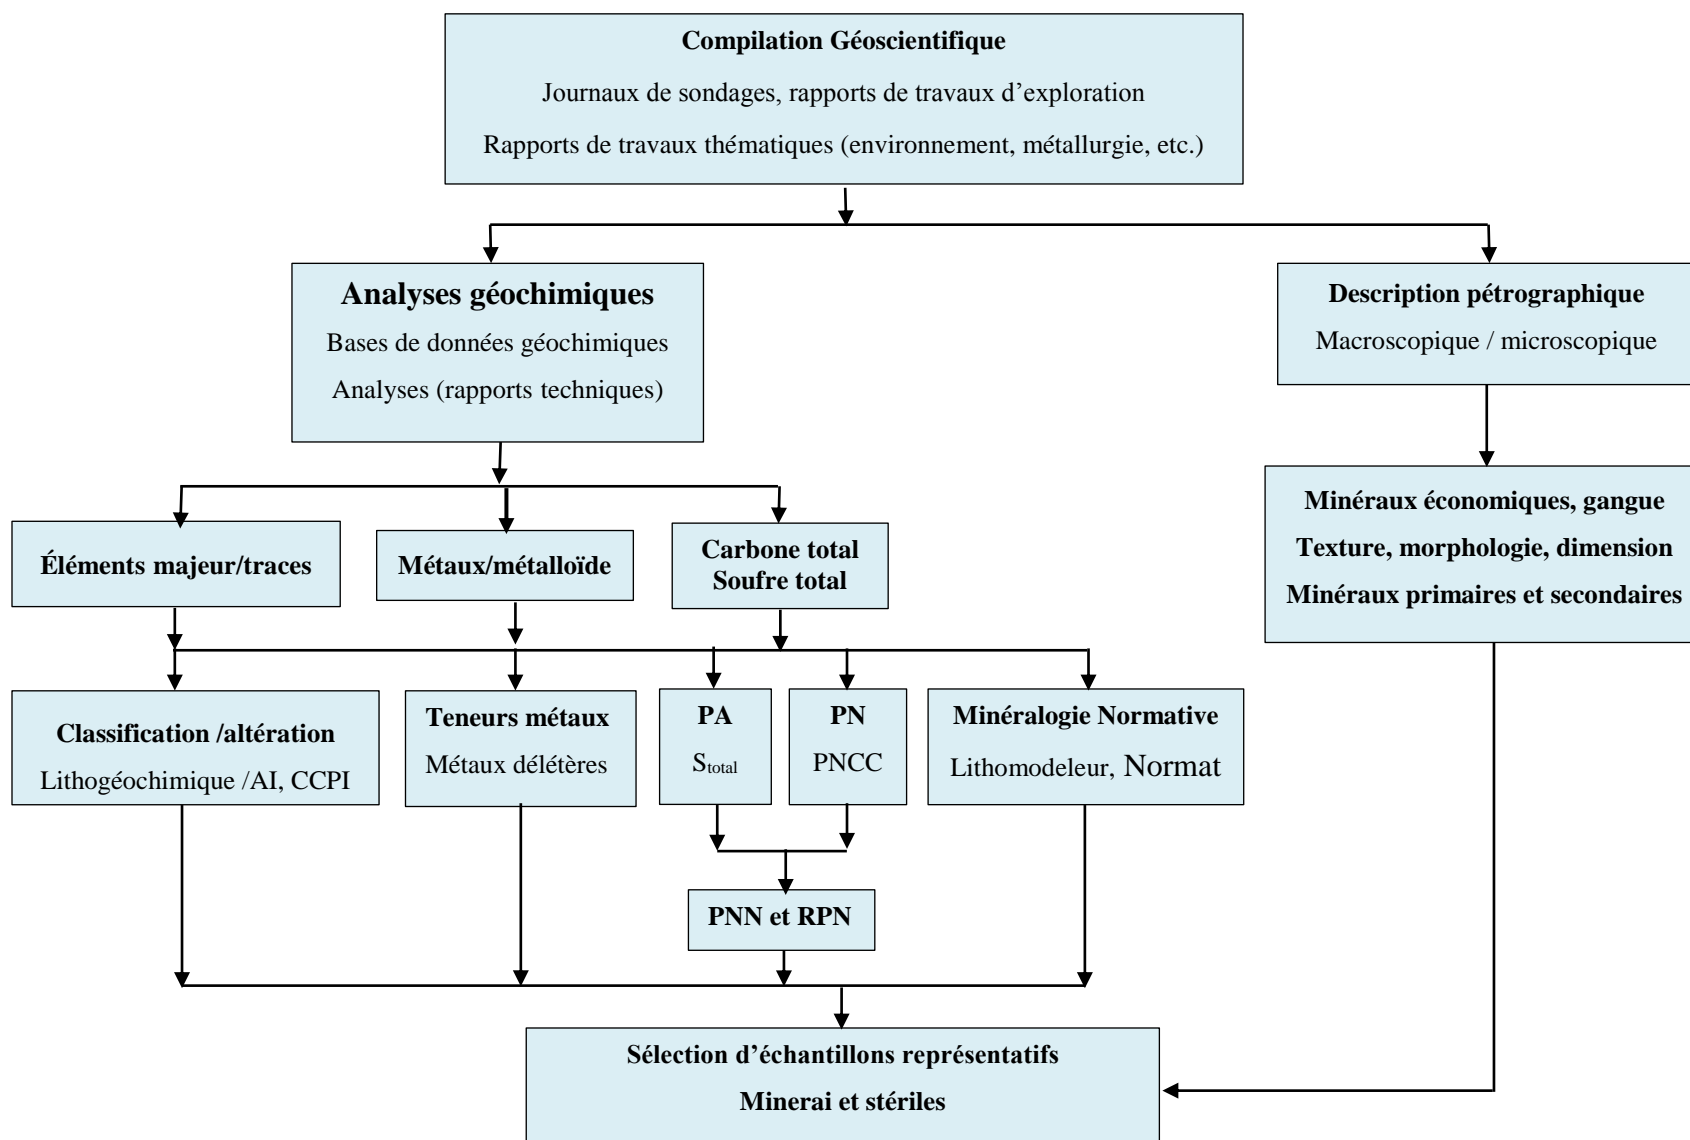 Compilation Géoscientifique
Journaux de sondages, rapports de travaux d’exploration
Rapports de travaux thématiques (environnement, métallurgie, etc.)
Analyses géochimiques
Bases de données géochimiques
Analyses (rapports techniques)
Description pétrographique
Macroscopique / microscopique
Éléments majeur/traces
Métaux/métalloïde
Carbone total
Soufre total
Minéraux économiques, gangue
Texture, morphologie, dimension
Minéraux primaires et secondaires
Classification /altération
Lithogéochimique /AI, CCPI
Teneurs métaux
Métaux délétères
PA
Stotal
PN
PNCC
Minéralogie Normative
Lithomodeleur, Normat
PNN et RPN
Sélection d’échantillons représentatifs
Minerai et stériles